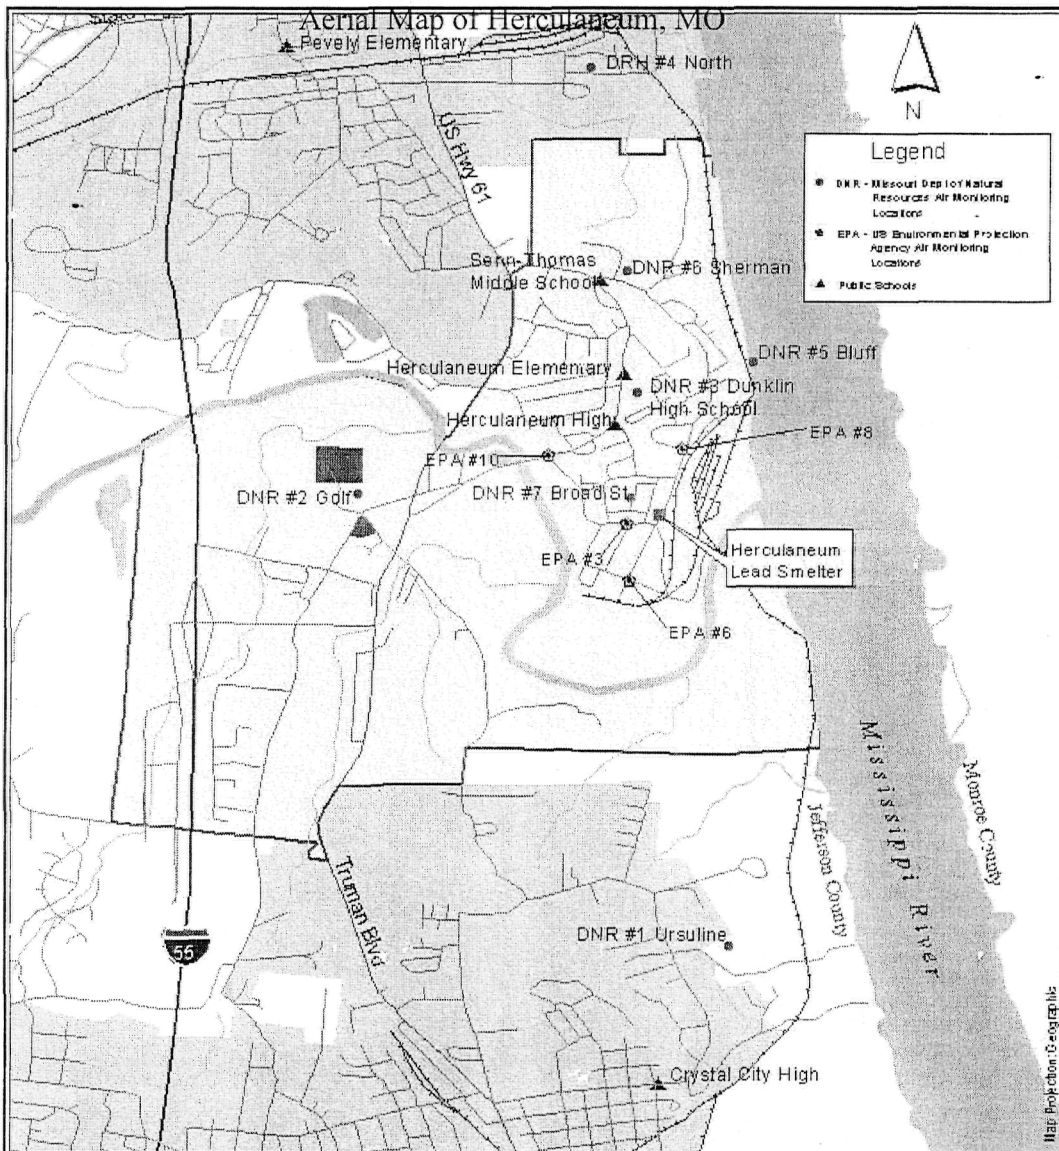 Aerial Map of Herculaneum, MO
Pevely Elementary
DRH #4 North
N
US Hwy 61
Legend
DNR - Missouri Dept of Natural
Resources Air Monitoring
Locations
EPA - US Environmental Protection
Agency Air Monitoring
Locations
Public Schools
Senn-Thomas
Middle School
DNR #6 Sherman
DNR #5 Bluff
Herculaneum Elementary
DNR #3 Dunklin
High School
Herculaneum High
EPA #8
EPA #10
DNR #2 Golf
DNR #7 Broad St
EPA #3
Herculaneum
Lead Smelter
EPA #6
Mississippi River
Monroe County
Jefferson County
Truman Blvd
55
DNR #1 Ursuline
Crystal City High
Map Projection: Geographic